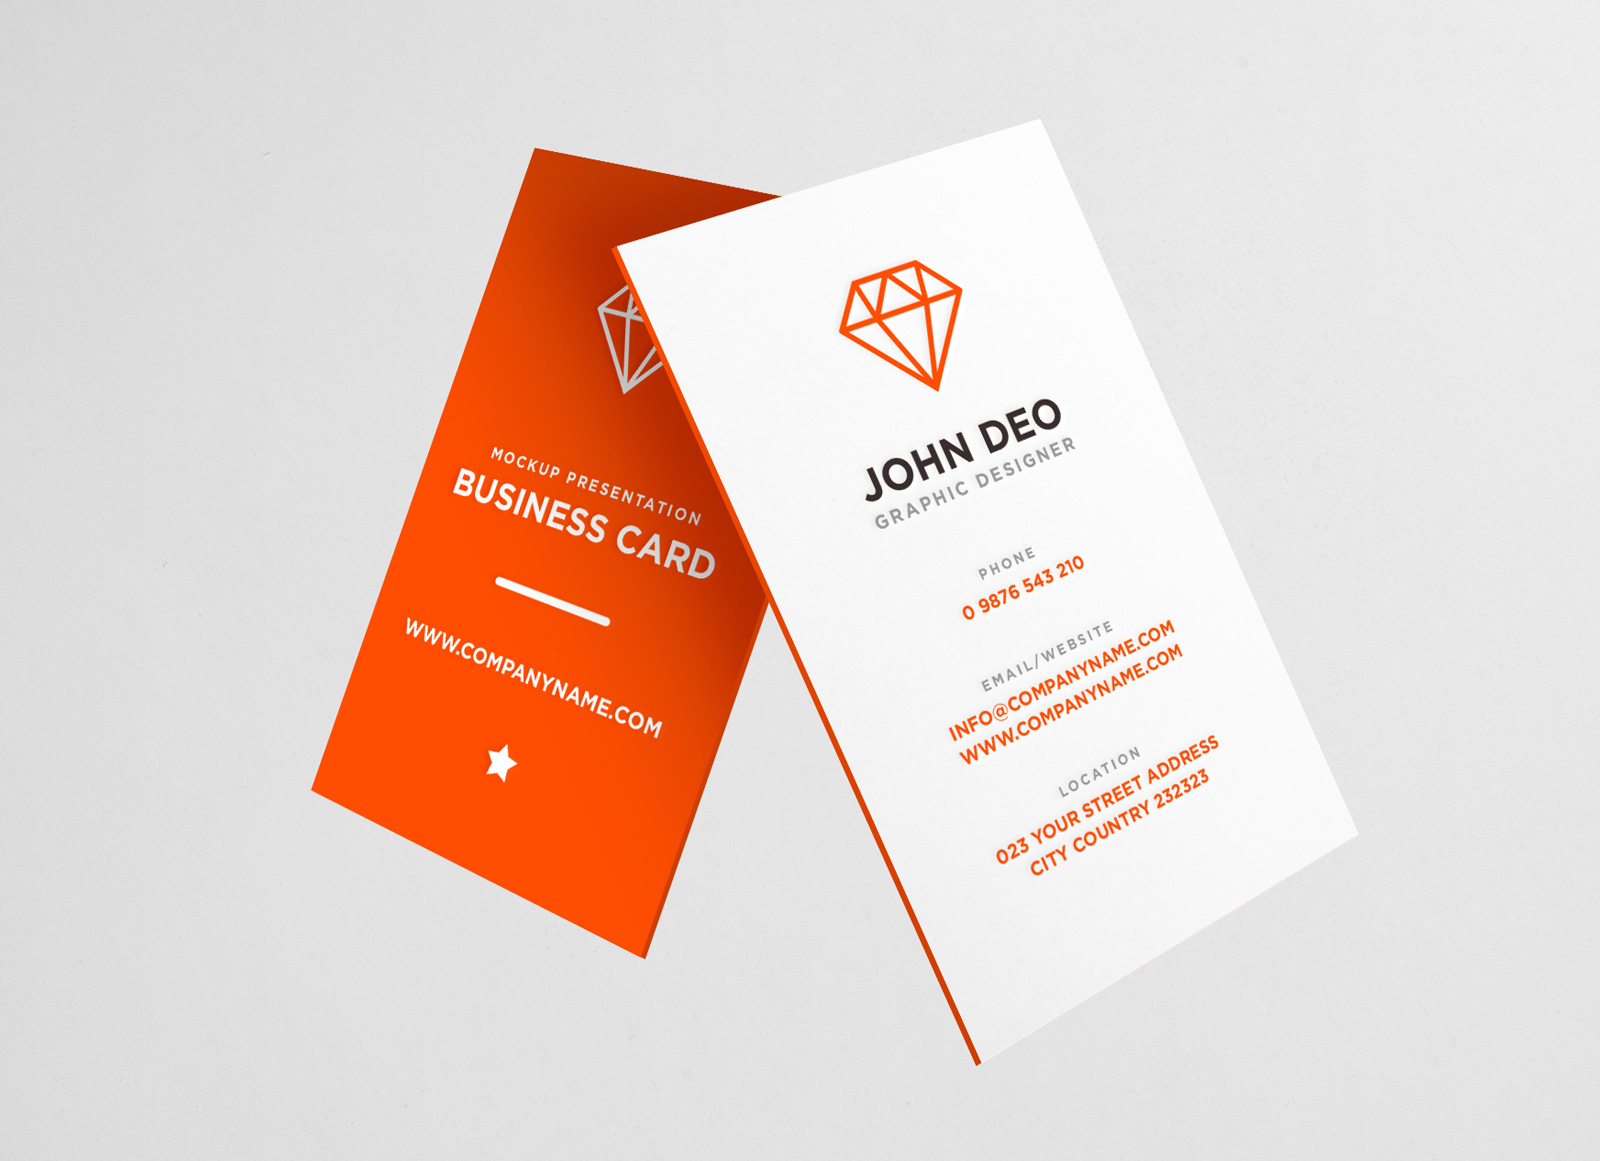 MOCKUP PRESENTATION
BUSINESS CARD
WWW.COMPANYNAME.COM
JOHN DEO
GRAPHIC DESIGNER
PHONE
0 9876 543 210
EMAIL/WEBSITE
INFO@COMPANYNAME.COM
WWW.COMPANYNAME.COM
LOCATION
023 YOUR STREET ADDRESS
CITY COUNTRY 232323